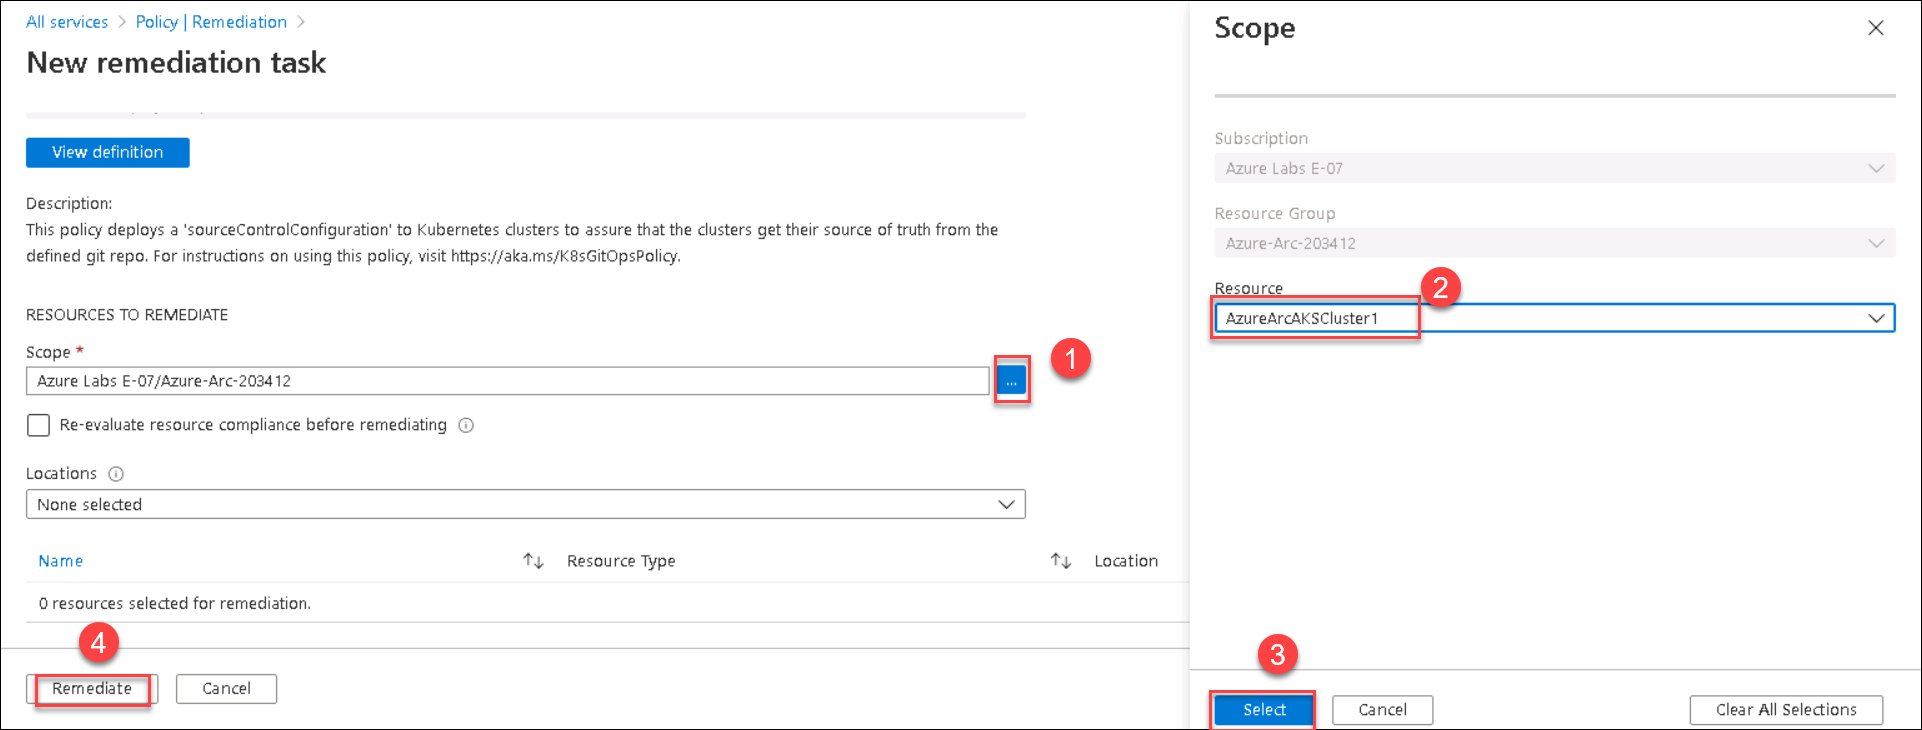 All services > Policy | Remediation >
New remediation task
View definition
Description:
This policy deploys a 'sourceControlConfiguration' to Kubernetes clusters to assure that the clusters get their source of truth from the
defined git repo. For instructions on using this policy, visit https://aka.ms/K8sGitOpsPolicy.
RESOURCES TO REMEDIATE
Scope *
1
Azure Labs E-07/Azure-Arc-203412
...
Re-evaluate resource compliance before remediating
Locations
None selected
Name
Resource Type
Location
0 resources selected for remediation.
4
Remediate
Cancel
Scope
Subscription
Azure Labs E-07
Resource Group
Azure-Arc-203412
Resource
2
AzureArcAKSCluster1
3
Select
Cancel
Clear All Selections